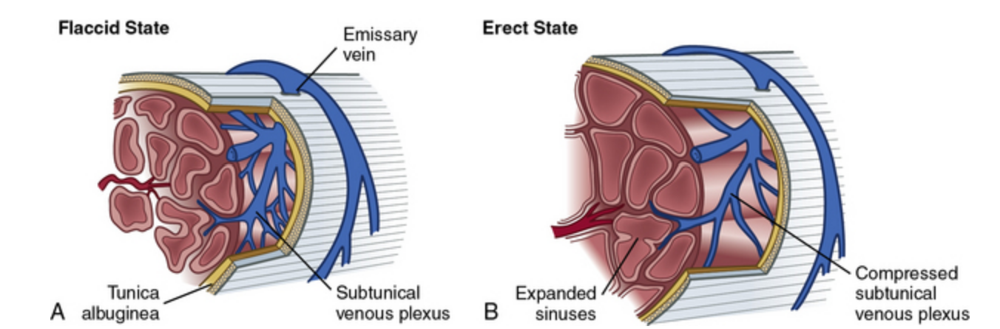 Flaccid State
Emissary
vein
Tunica
albuginea
A
Subtunical
venous plexus
Erect State
Expanded
sinuses
B
Compressed
subtunical
venous plexus